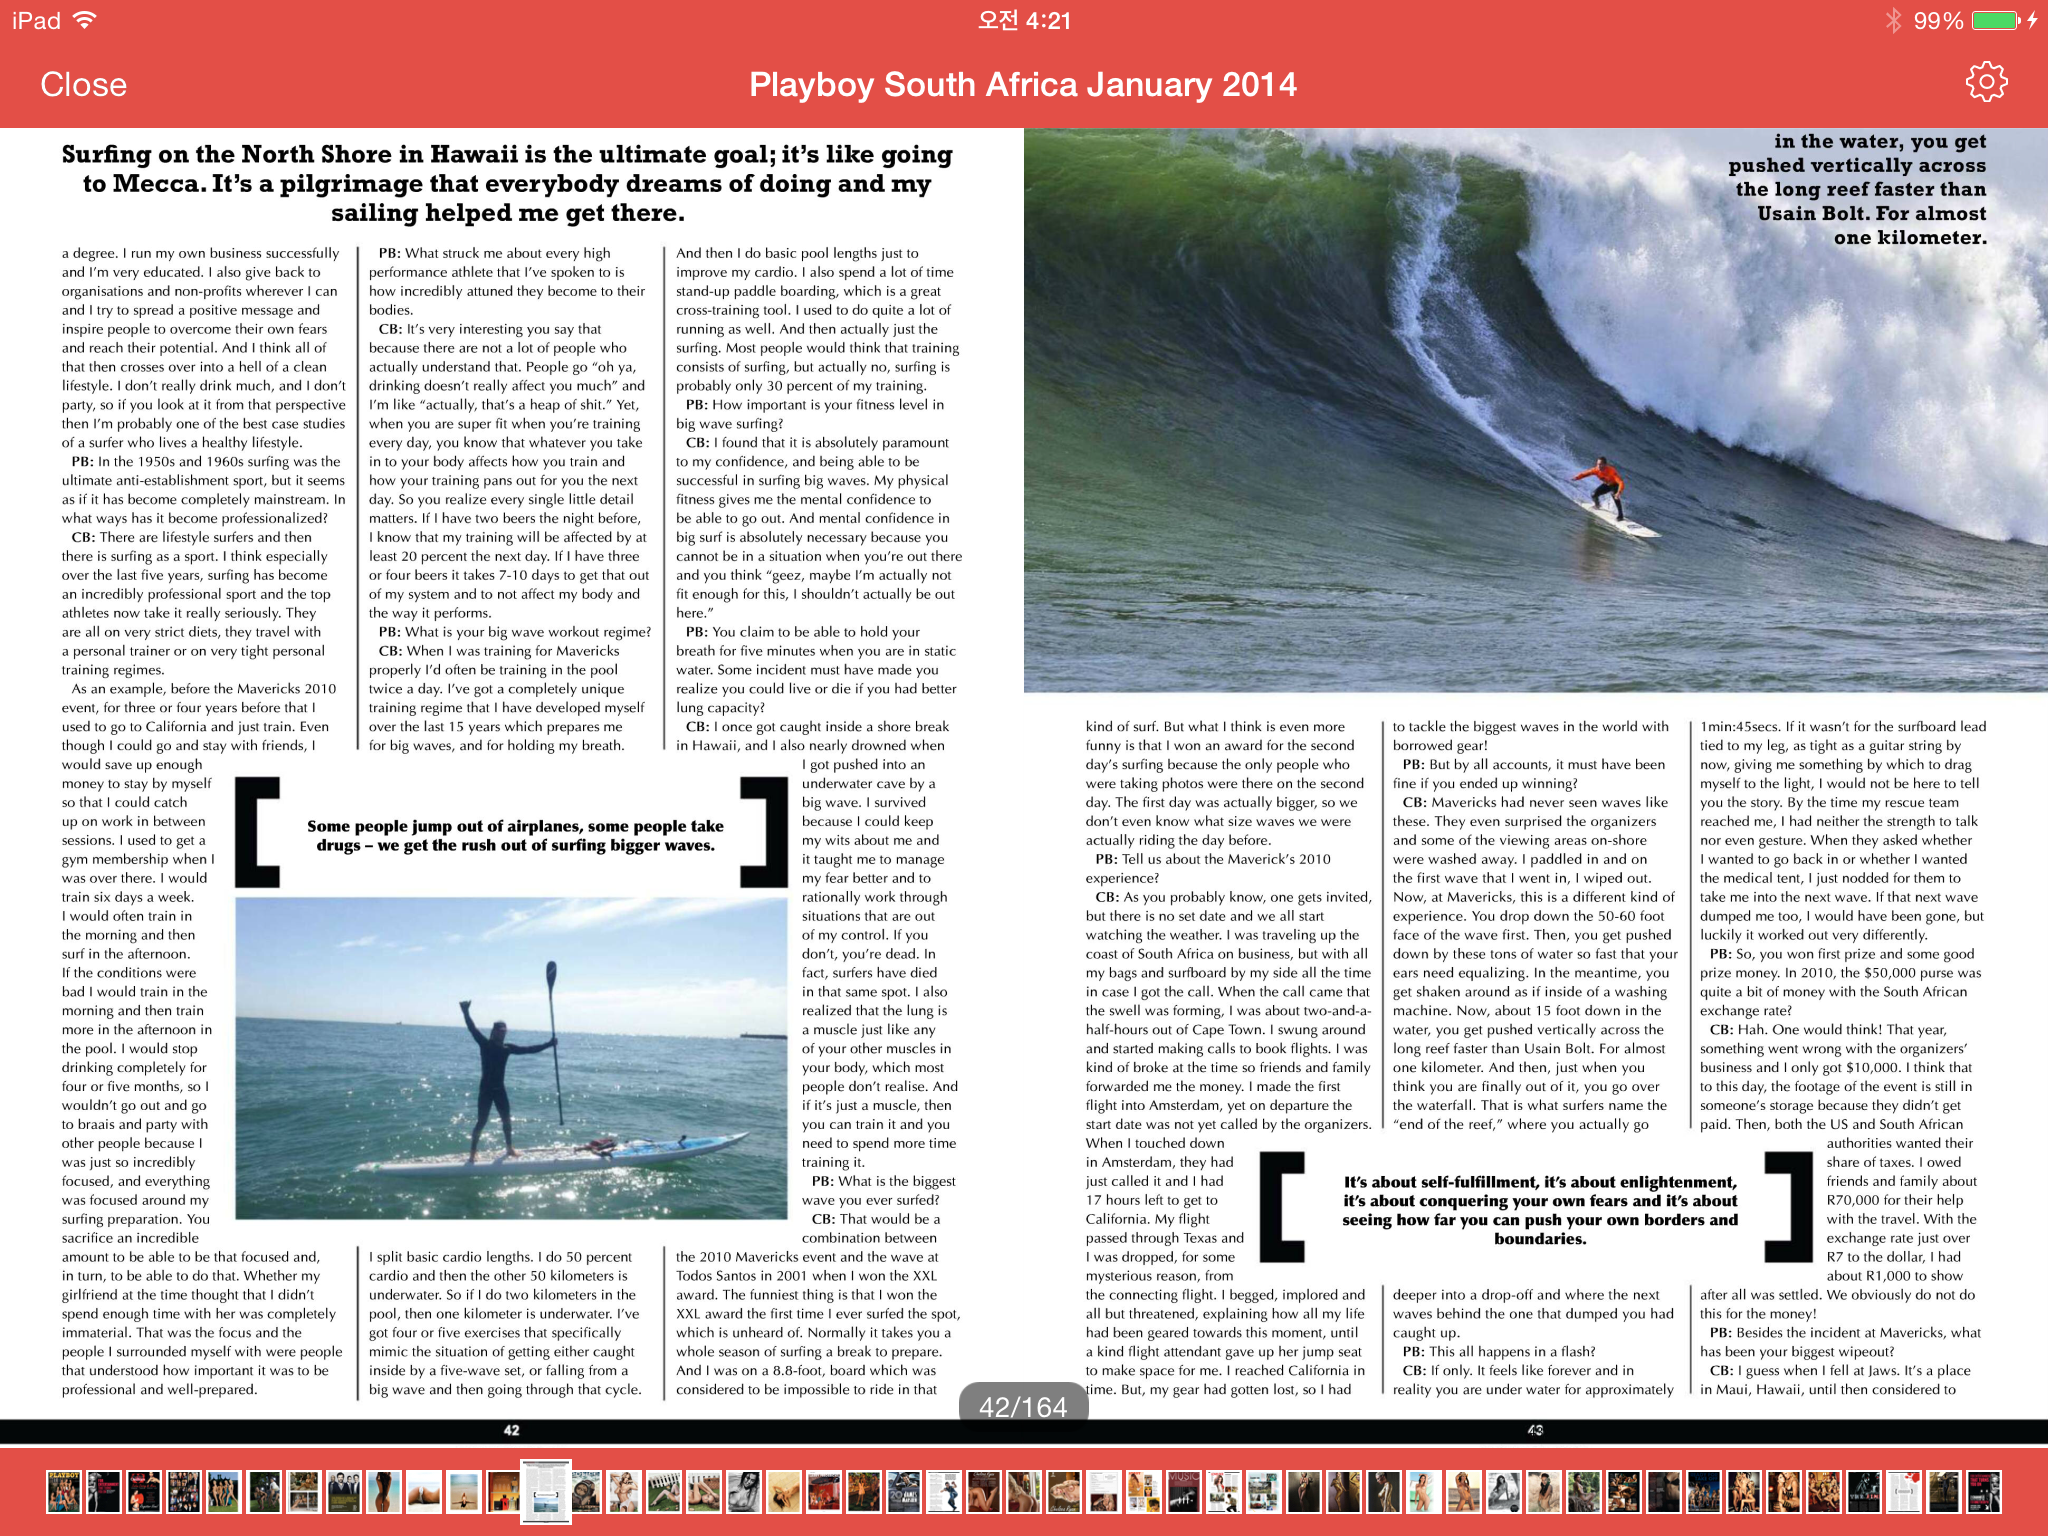 iPad
오전 4:21
99%
Close
Playboy South Africa January 2014
Surfing on the North Shore in Hawaii is the ultimate goal; it's like going
to Mecca. It's a pilgrimage that everybody dreams of doing and my
sailing helped me get there.
a degree. I run my own business successfully
and I'm very educated. I also give back to
organisations and non-profits wherever I can
and I try to spread a positive message and
inspire people to overcome their own fears
and reach their potential. And I think all of
that then crosses over into a hell of a clean
lifestyle. I don't really drink much, and I don't
party, so if you look at it from that perspective
then I'm probably one of the best case studies
of a surfer who lives a healthy lifestyle.
PB: In the 1950s and 1960s surfing was the
ultimate anti-establishment sport, but it seems
as if it has become completely mainstream. In
what ways has it become professionalized?
CB: There are lifestyle surfers and then
there is surfing as a sport. I think especially
over the last five years, surfing has become
an incredibly professional sport and the top
athletes now take it really seriously. They
are all on very strict diets, they travel with
a personal trainer or on very tight personal
training regimes.
As an example, before the Mavericks 2010
event, for three or four years before that I
used to go to California and just train. Even
though I could go and stay with friends, I
would save up enough
money to stay by myself
so that I could catch
up on work in between
sessions. I used to get a
gym membership when I
was over there. I would
train six days a week.
I would often train in
the morning and then
surf in the afternoon.
If the conditions were
bad I would train in the
morning and then train
more in the afternoon in
the pool. I would stop
drinking completely for
four or five months, so I
wouldn't go out and go
to braais and party with
other people because I
was just so incredibly
focused, and everything
was focused around my
surfing preparation. You
sacrifice an incredible
amount to be able to be that focused and,
in turn, to be able to do that. Whether my
girlfriend at the time thought that I didn't
spend enough time with her was completely
immaterial. That was the focus and the
people I surrounded myself with were people
that understood how important it was to be
professional and well-prepared.
PB: What struck me about every high
performance athlete that I've spoken to is
how incredibly attuned they become to their
bodies.
CB: It's very interesting you say that
because there are not a lot of people who
actually understand that. People go "oh ya,
drinking doesn't really affect you much" and
I'm like "actually, that's a heap of shit." Yet,
when you are super fit when you're training
every day, you know that whatever you take
in to your body affects how you train and
how your training pans out for you the next
day. So you realize every single little detail
matters. If I have two beers the night before,
I know that my training will be affected by at
least 20 percent the next day. If I have three
or four beers it takes 7-10 days to get that out
of my system and to not affect my body and
the way it performs.
PB: What is your big wave workout regime?
CB: When I was training for Mavericks
properly I'd often be training in the pool
twice a day. I've got a completely unique
training regime that I have developed myself
over the last 15 years which prepares me
for big waves, and for holding my breath.
Some people jump out of airplanes, some people take
drugs – we get the rush out of surfing bigger waves.
I split basic cardio lengths. I do 50 percent
cardio and then the other 50 kilometers is
underwater. So if I do two kilometers in the
pool, then one kilometer is underwater. I've
got four or five exercises that specifically
mimic the situation of getting either caught
inside by a five-wave set, or falling from a
big wave and then going through that cycle.
And then I do basic pool lengths just to
improve my cardio. I also spend a lot of time
stand-up paddle boarding, which is a great
cross-training tool. I used to do quite a lot of
running as well. And then actually just the
surfing. Most people would think that training
consists of surfing, but actually no, surfing is
probably only 30 percent of my training.
PB: How important is your fitness level in
big wave surfing?
CB: I found that it is absolutely paramount
to my confidence, and being able to be
successful in surfing big waves. My physical
fitness gives me the mental confidence to
be able to go out. And mental confidence in
big surf is absolutely necessary because you
cannot be in a situation when you're out there
and you think "geez, maybe I'm actually not
fit enough for this, I shouldn't actually be out
here."
PB: You claim to be able to hold your
breath for five minutes when you are in static
water. Some incident must have made you
realize you could live or die if you had better
lung capacity?
CB: I once got caught inside a shore break
in Hawaii, and I also nearly drowned when
I got pushed into an
underwater cave by a
big wave. I survived
because I could keep
my wits about me and
it taught me to manage
my fear better and to
rationally work through
situations that are out
of my control. If you
don't, you're dead. In
fact, surfers have died
in that same spot. I also
realized that the lung is
a muscle just like any
of your other muscles in
your body, which most
people don't realise. And
if it's just a muscle, then
you can train it and you
need to spend more time
training it.
PB: What is the biggest
wave you ever surfed?
CB: That would be a
combination between
the 2010 Mavericks event and the wave at
Todos Santos in 2001 when I won the XXL
award. The funniest thing is that I won the
XXL award the first time I ever surfed the spot,
which is unheard of. Normally it takes you a
whole season of surfing a break to prepare.
And I was on a 8.8-foot, board which was
considered to be impossible to ride in that
in the water, you get
pushed vertically across
the long reef faster than
Usain Bolt. For almost
one kilometer.
kind of surf. But what I think is even more
funny is that I won an award for the second
day's surfing because the only people who
were taking photos were there on the second
day. The first day was actually bigger, so we
don't even know what size waves we were
actually riding the day before.
PB: Tell us about the Maverick's 2010
experience?
CB: As you probably know, one gets invited,
but there is no set date and we all start
watching the weather. I was traveling up the
coast of South Africa on business, but with all
my bags and surfboard by my side all the time
in case I got the call. When the call came that
the swell was forming, I was about two-and-a-
half-hours out of Cape Town. I swung around
and started making calls to book flights. I was
kind of broke at the time so friends and family
forwarded me the money. I made the first
flight into Amsterdam, yet on departure the
start date was not yet called by the organizers.
When I touched down
in Amsterdam, they had
just called it and I had
17 hours left to get to
California. My flight
passed through Texas and
I was dropped, for some
mysterious reason, from
the connecting flight. I begged, implored and
all but threatened, explaining how all my life
had been geared towards this moment, until
a kind flight attendant gave up her jump seat
to make space for me. I reached California in
time. But, my gear had gotten lost, so I had
to tackle the biggest waves in the world with
borrowed gear!
PB: But by all accounts, it must have been
fine if you ended up winning?
CB: Mavericks had never seen waves like
these. They even surprised the organizers
and some of the viewing areas on-shore
were washed away. I paddled in and on
the first wave that I went in, I wiped out.
Now, at Mavericks, this is a different kind of
experience. You drop down the 50-60 foot
face of the wave first. Then, you get pushed
down by these tons of water so fast that your
ears need equalizing. In the meantime, you
get shaken around as if inside of a washing
machine. Now, about 15 foot down in the
water, you get pushed vertically across the
long reef faster than Usain Bolt. For almost
one kilometer. And then, just when you
think you are finally out of it, you go over
the waterfall. That is what surfers name the
"end of the reef," where you actually go
It's about self-fulfillment, it's about enlightenment,
it's about conquering your own fears and it's about
seeing how far you can push your own borders and
boundaries.
deeper into a drop-off and where the next
waves behind the one that dumped you had
caught up.
PB: This all happens in a flash?
CB: If only. It feels like forever and in
reality you are under water for approximately
1min:45secs. If it wasn't for the surfboard lead
tied to my leg, as tight as a guitar string by
now, giving me something by which to drag
myself to the light, I would not be here to tell
you the story. By the time my rescue team
reached me, I had neither the strength to talk
nor even gesture. When they asked whether
I wanted to go back in or whether I wanted
the medical tent, I just nodded for them to
take me into the next wave. If that next wave
dumped me too, I would have been gone, but
luckily it worked out very differently.
PB: So, you won first prize and some good
prize money. In 2010, the $50,000 purse was
quite a bit of money with the South African
exchange rate?
CB: Hah. One would think! That year,
something went wrong with the organizers'
business and I only got $10,000. I think that
to this day, the footage of the event is still in
someone's storage because they didn't get
paid. Then, both the US and South African
authorities wanted their
share of taxes. I owed
friends and family about
R70,000 for their help
with the travel. With the
exchange rate just over
R7 to the dollar, I had
about R1,000 to show
after all was settled. We obviously do not do
this for the money!
PB: Besides the incident at Mavericks, what
has been your biggest wipeout?
CB: I guess when I fell at Jaws. It's a place
in Maui, Hawaii, until then considered to
42/164
42
43
PLAYBOY
MUSIC